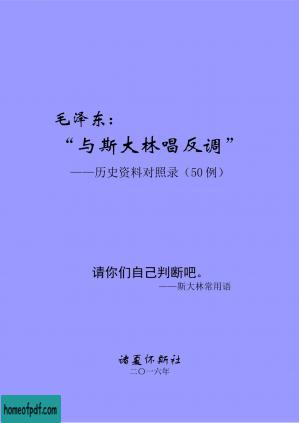 毛泽东：
“与斯大林唱反调”
——历史资料对照录（50例）
请你们自己判断吧。
——斯大林常用语
诸夏怀斯社
二〇一六年
homeofpdf.com